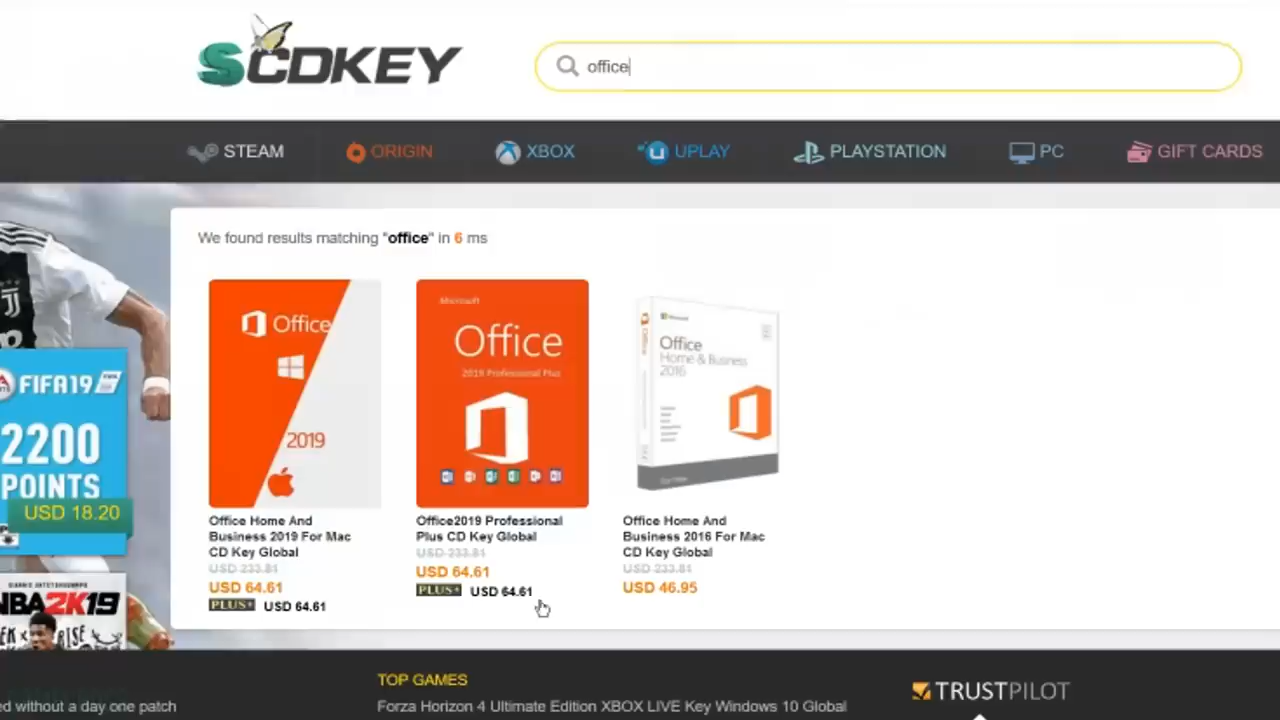 SCDKEY
office
STEAM
ORIGIN
XBOX
UPLAY
PLAYSTATION
PC
GIFT CARDS
We found results matching "office" in 6 ms
Office
2019
Microsoft
Office
2019 Professional Plus
Microsoft
Office
Home & Business
2016
Office Home And
Business 2019 For Mac
CD Key Global
USD 233.81
USD 64.61
PLUS+ USD 64.61
Office2019 Professional
Plus CD Key Global
USD 233.81
USD 64.61
PLUS+ USD 64.61
Office Home And
Business 2016 For Mac
CD Key Global
USD 233.81
USD 46.95
FIFA19
2200
POINTS
USD 18.20
NBA2K19
ed without a day one patch
TOP GAMES
Forza Horizon 4 Ultimate Edition XBOX LIVE Key Windows 10 Global
TRUSTPILOT